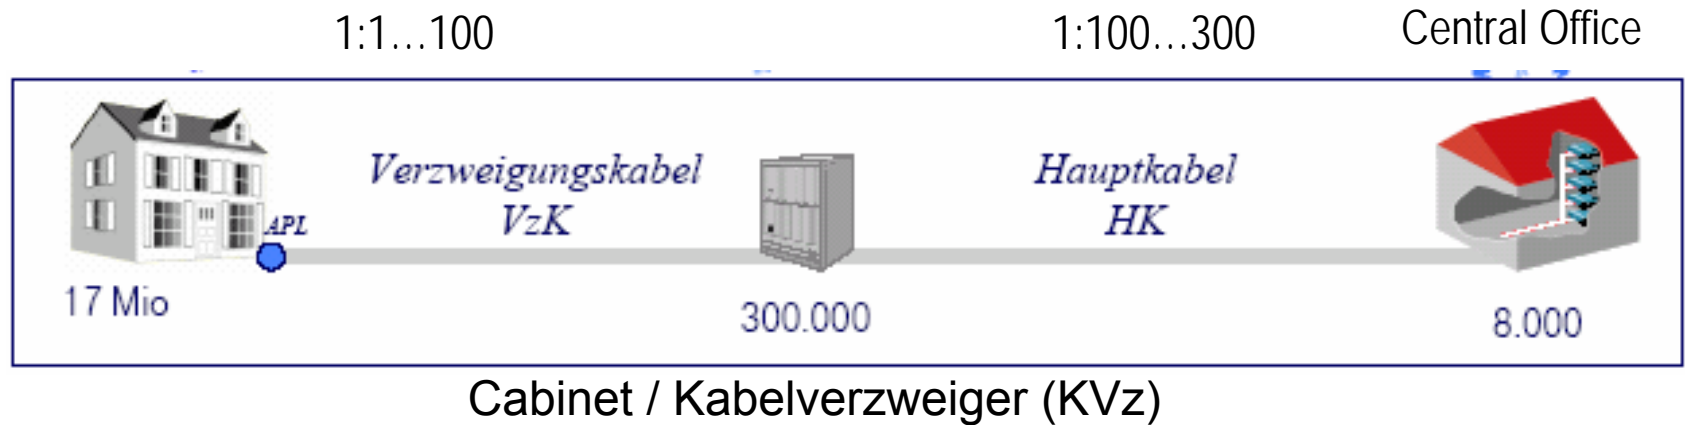 1:1…100
1:100…300
Central Office
Verzweigungskabel
VzK
Hauptkabel
HK
APL
17 Mio
300.000
8.000
Cabinet / Kabelverzweiger (KVz)